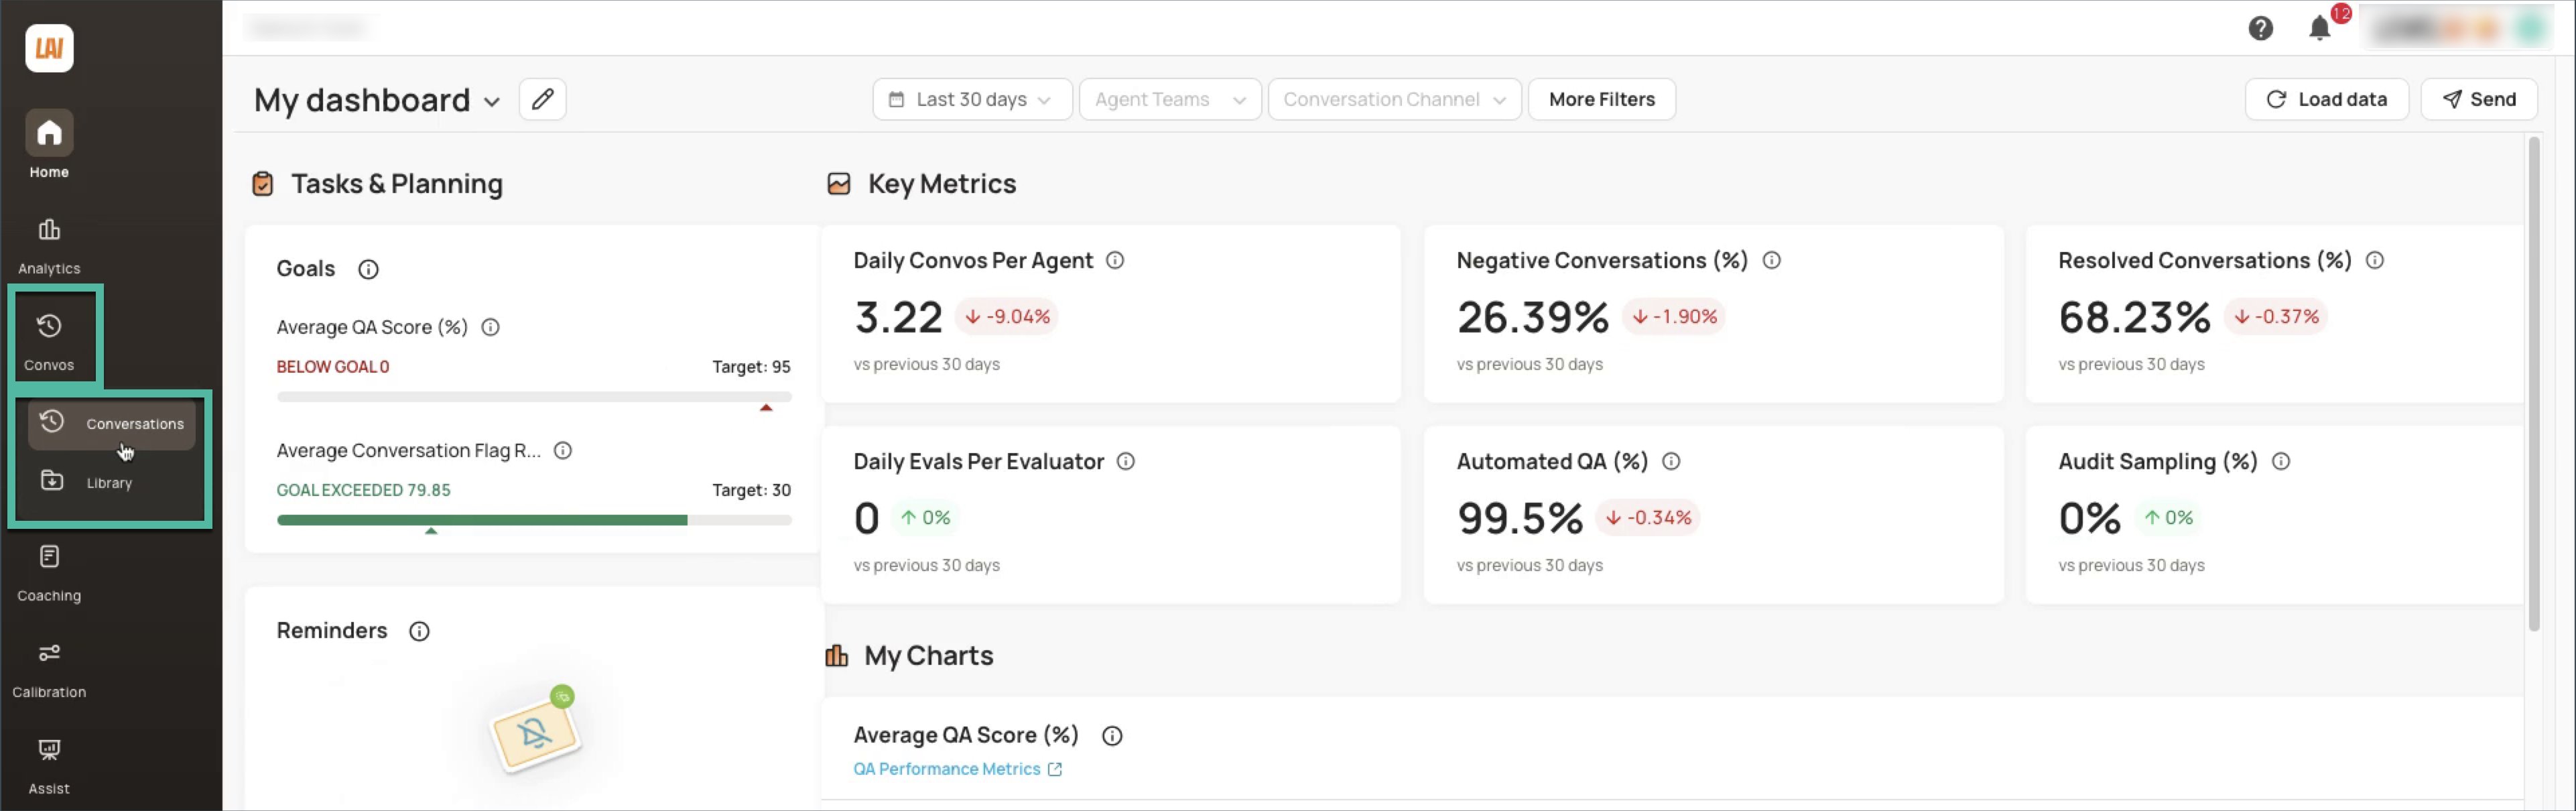 LAI
Home
Analytics
Convos
Conversations
Library
Coaching
Calibration
Assist
12
My dashboard
Last 30 days
Agent Teams
Conversation Channel
More Filters
Load data
Send
Tasks & Planning
Goals
Average QA Score (%)
BELOW GOAL 0
Target: 95
Average Conversation Flag R...
GOAL EXCEEDED 79.85
Target: 30
Reminders
Key Metrics
Daily Convos Per Agent
3.22
-9.04%
vs previous 30 days
Negative Conversations (%)
26.39%
-1.90%
vs previous 30 days
Resolved Conversations (%)
68.23%
-0.37%
vs previous 30 days
Daily Evals Per Evaluator
0
0%
vs previous 30 days
Automated QA (%)
99.5%
-0.34%
vs previous 30 days
Audit Sampling (%)
0%
0%
vs previous 30 days
My Charts
Average QA Score (%)
QA Performance Metrics